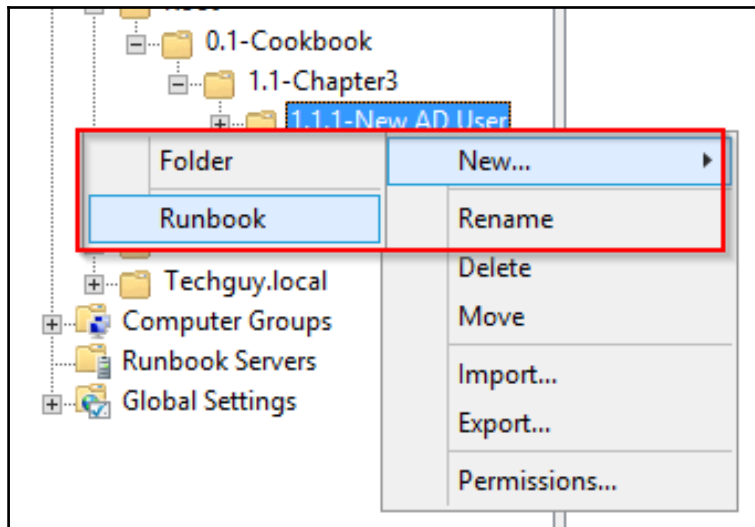 0.1-Cookbook
1.1-Chapter3
1.1.1-New AD User
Folder
New...
Runbook
Rename
Delete
Techguy.local
Move
Computer Groups
Runbook Servers
Import...
Global Settings
Export...
Permissions...